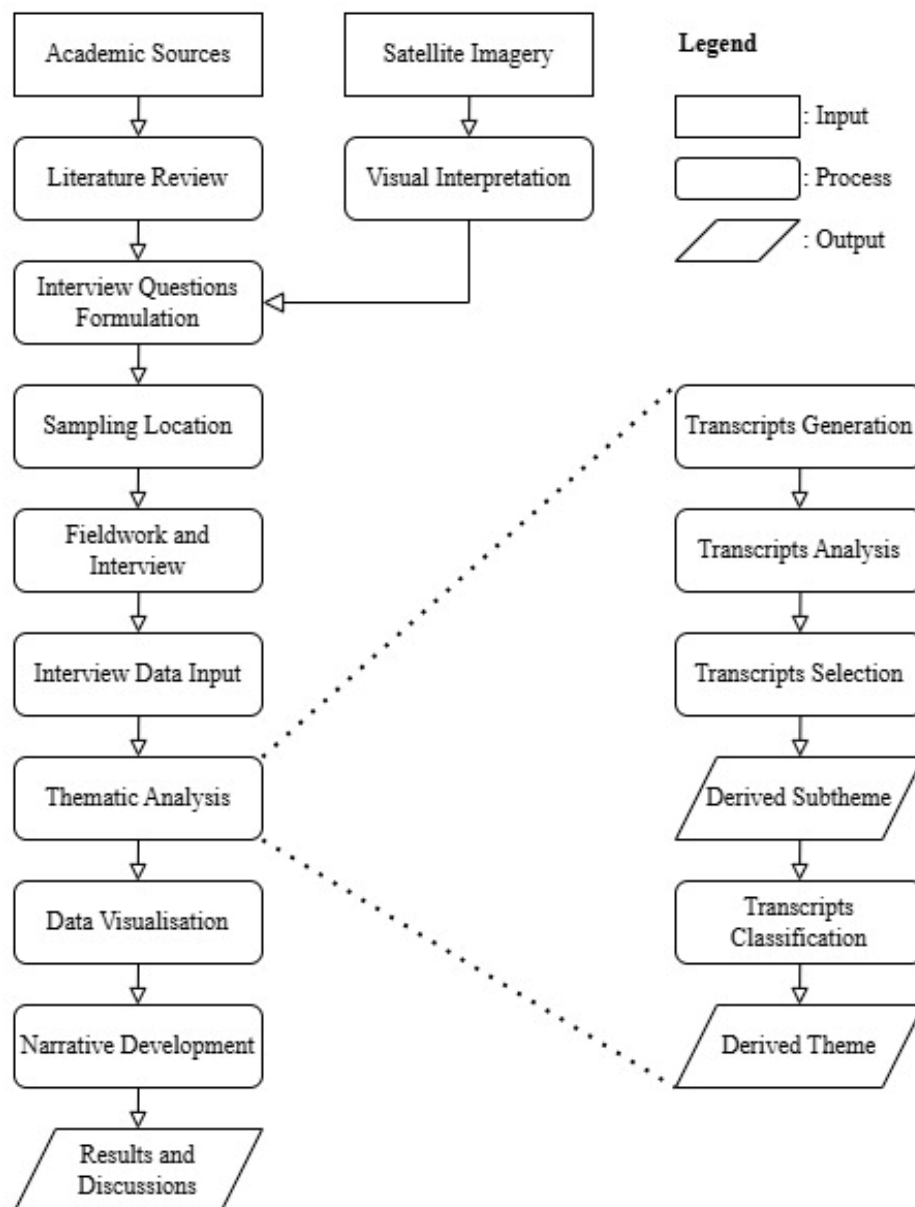 Academic Sources
Satellite Imagery
Legend
: Input
Literature Review
Visual Interpretation
: Process
: Output
Interview Questions
Formulation
Sampling Location
Transcripts Generation
Fieldwork and
Interview
Transcripts Analysis
Interview Data Input
Transcripts Selection
Thematic Analysis
Derived Subtheme
Data Visualisation
Transcripts
Classification
Narrative Development
Derived Theme
Results and
Discussions